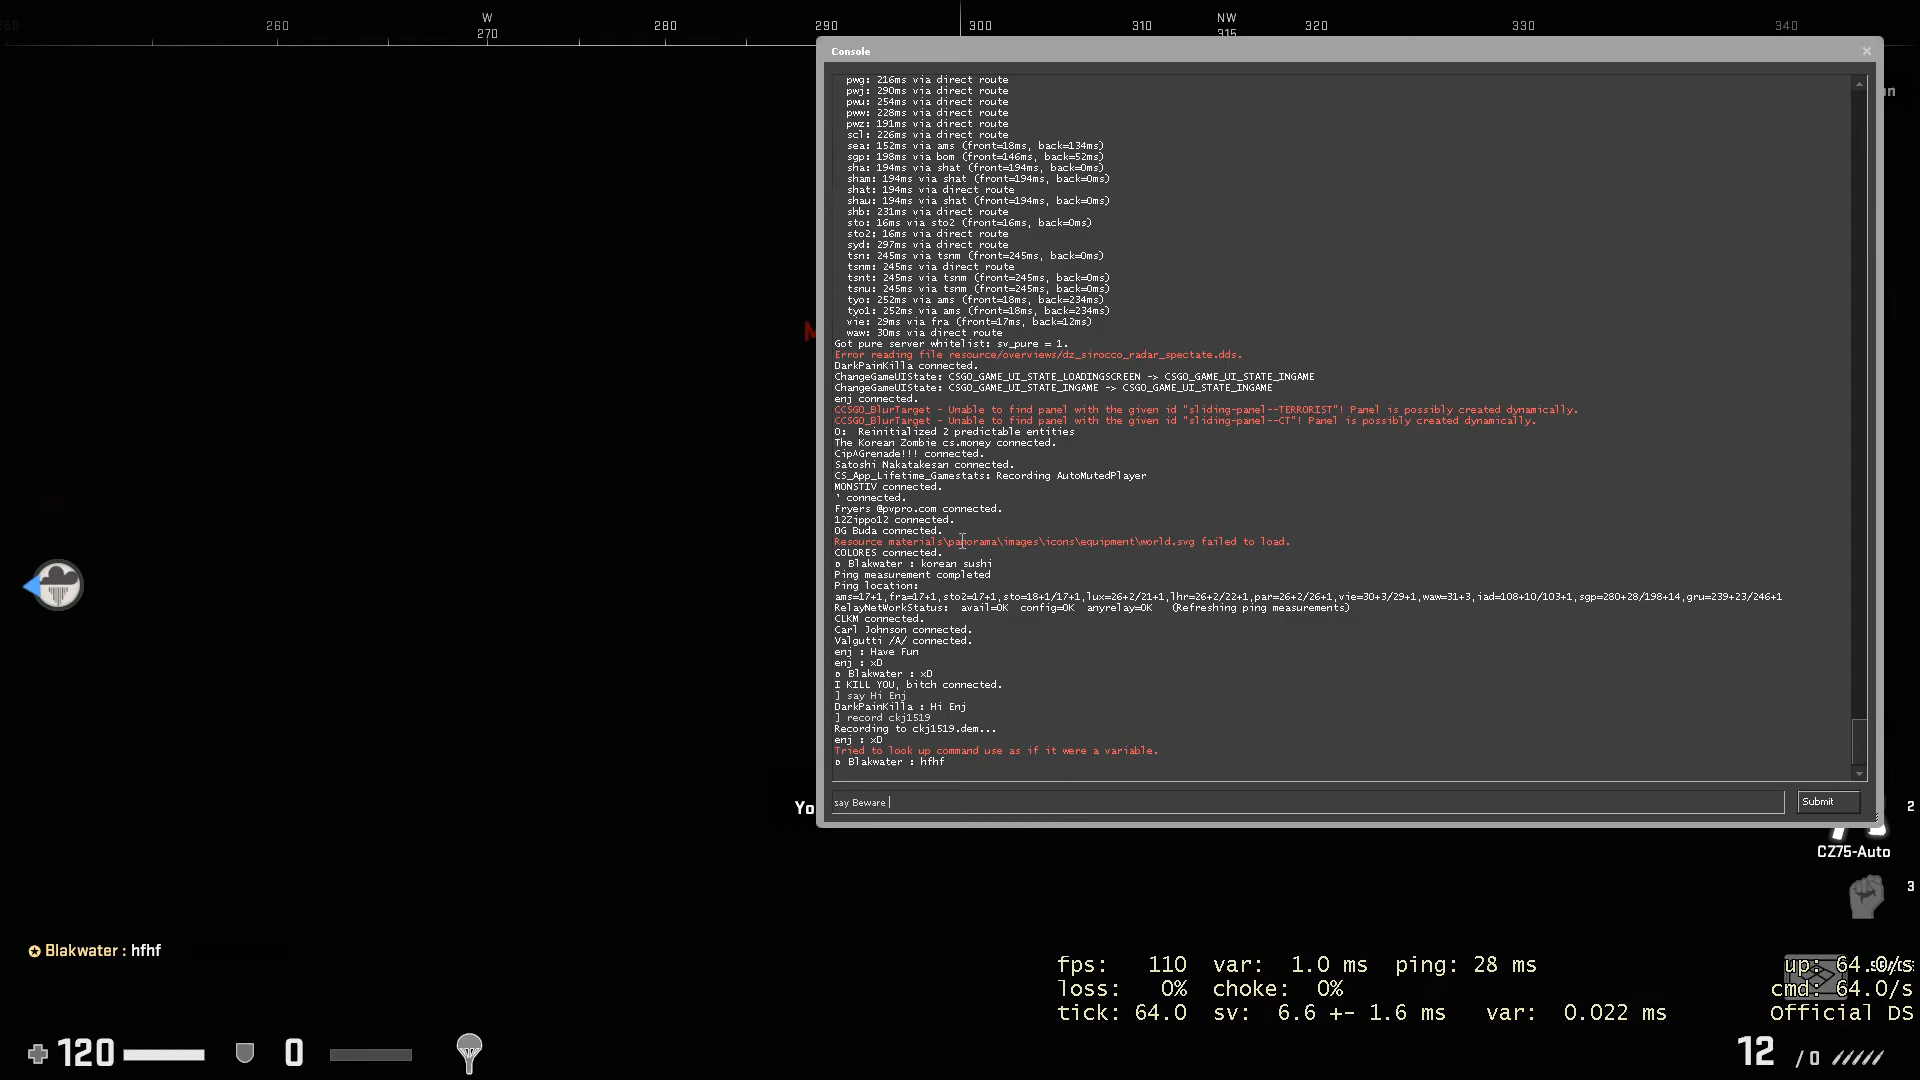 260
W
270
280
290
300
310
NW
315
320
330
340
Console
pwg: 216ms via direct route
pwj: 290ms via direct route
pwu: 254ms via direct route
pww: 228ms via direct route
pwz: 191ms via direct route
scl: 226ms via direct route
sea: 152ms via ams (front=18ms, back=134ms)
sgp: 198ms via bom (front=146ms, back=52ms)
sha: 194ms via shat (front=194ms, back=0ms)
sham: 194ms via shat (front=194ms, back=0ms)
shat: 194ms via direct route
shau: 194ms via shat (front=194ms, back=0ms)
shb: 231ms via direct route
sto: 16ms via sto2 (front=16ms, back=0ms)
sto2: 16ms via direct route
syd: 297ms via direct route
tsn: 245ms via tsnm (front=245ms, back=0ms)
tsnm: 245ms via direct route
tsnt: 245ms via tsnm (front=245ms, back=0ms)
tsnu: 245ms via tsnm (front=245ms, back=0ms)
tyo: 252ms via ams (front=18ms, back=234ms)
tyo1: 252ms via ams (front=18ms, back=234ms)
vie: 29ms via fra (front=17ms, back=12ms)
waw: 30ms via direct route
Got pure server whitelist: sv_pure = 1.
Error reading file resource/overviews/dz_sirocco_radar_spectate.dds.
DarkPainKilla connected.
ChangeGameUIState: CSGO_GAME_UI_STATE_LOADINGSCREEN -> CSGO_GAME_UI_STATE_INGAME
ChangeGameUIState: CSGO_GAME_UI_STATE_INGAME -> CSGO_GAME_UI_STATE_INGAME
enj connected.
CCSGO_BlurTarget - Unable to find panel with the given id "sliding-panel--TERRORIST"! Panel is possibly created dynamically.
CCSGO_BlurTarget - Unable to find panel with the given id "sliding-panel--CT"! Panel is possibly created dynamically.
0: Reinitialized 2 predictable entities
The Korean Zombie cs.money connected.
Cip^Grenade!!! connected.
Satoshi Nakatakesan connected.
CS_App_Lifetime_Gamestats: Recording AutoMutedPlayer
MONSTIV connected.
' connected.
Fryers @pvpro.com connected.
12Zippo12 connected.
OG Buda connected.
Resource materials\panorama\images\icons\equipment\world.svg failed to load.
COLORES connected.
Blakwater : korean sushi
Ping measurement completed
Ping location:
ams=17+1,fra=17+1,sto2=17+1,sto=18+1/17+1,lux=26+2/21+1,lhr=26+2/22+1,par=26+2/26+1,vie=30+3/29+1,waw=31+3,iad=108+10/103+1,sgp=280+28/198+14,gru=239+23/246+1
RelayNetWorkStatus: avail=OK config=OK anyrelay=OK (Refreshing ping measurements)
CLKM connected.
Carl Johnson connected.
Valgutti /A/ connected.
enj : Have Fun
enj : xD
Blakwater : xD
I KILL YOU, bitch connected.
] say Hi Enj
DarkPainKilla : Hi Enj
] record ckj1519
Recording to ckj1519.dem...
enj : xD
Tried to look up command use as if it were a variable.
Blakwater : hfhf
say Beware
Submit
Yo
2
CZ75-Auto
3
Blakwater : hfhf
fps: 110 var: 1.0 ms ping: 28 ms
loss: 0% choke: 0%
tick: 64.0 sv: 6.6 +- 1.6 ms var: 0.022 ms
up: 64.0/s
cmd: 64.0/s
Official DS
120
0
12 / 0